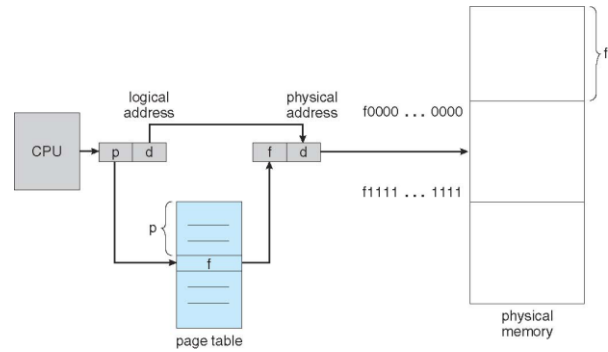 logical
address
physical
address
f0000 ... 0000
f
CPU
p
d
f
d
f1111 ... 1111
p
f
page table
physical
memory